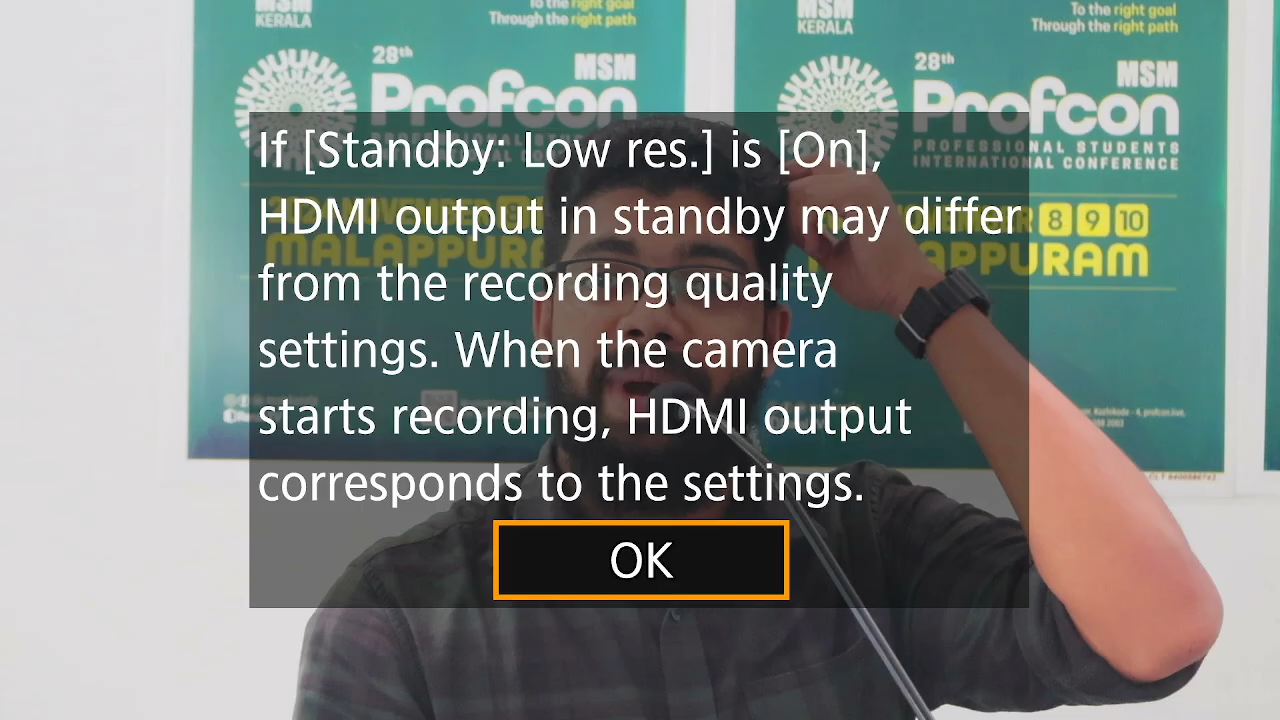 MSM
KERALA
To the right goal
Through the right path
28th
MSM
Profcon
MSM
KERALA
To the right goal
Through the right path
28th
MSM
Profcon
PROFESSIONAL STUDENTS
INTERNATIONAL CONFERENCE
8 9 10
MALAPPURAM
If [Standby: Low res.] is [On],
HDMI output in standby may differ
from the recording quality
settings. When the camera
starts recording, HDMI output
corresponds to the settings.
OK